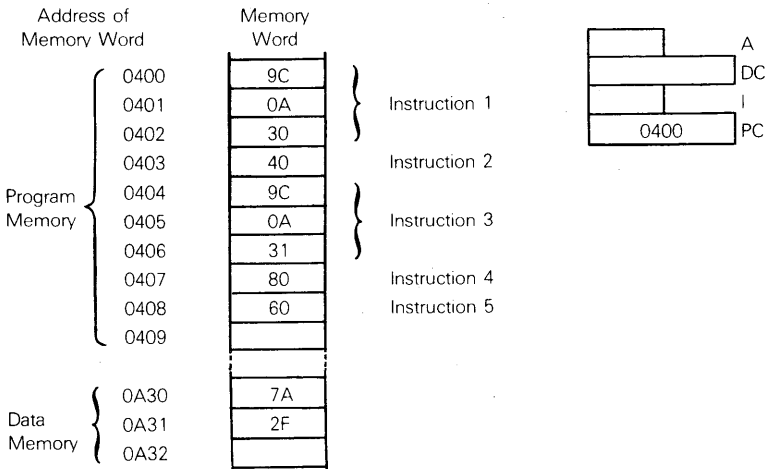 Address of
Memory Word
Memory
Word
0400 9C
0401 0A Instruction 1
0402 30
0403 40 Instruction 2
0404 9C
0405 0A Instruction 3
0406 31
0407 80 Instruction 4
0408 60 Instruction 5
0409
Program
Memory
0A30 7A
0A31 2F
0A32
Data
Memory
A
DC
I
0400 PC